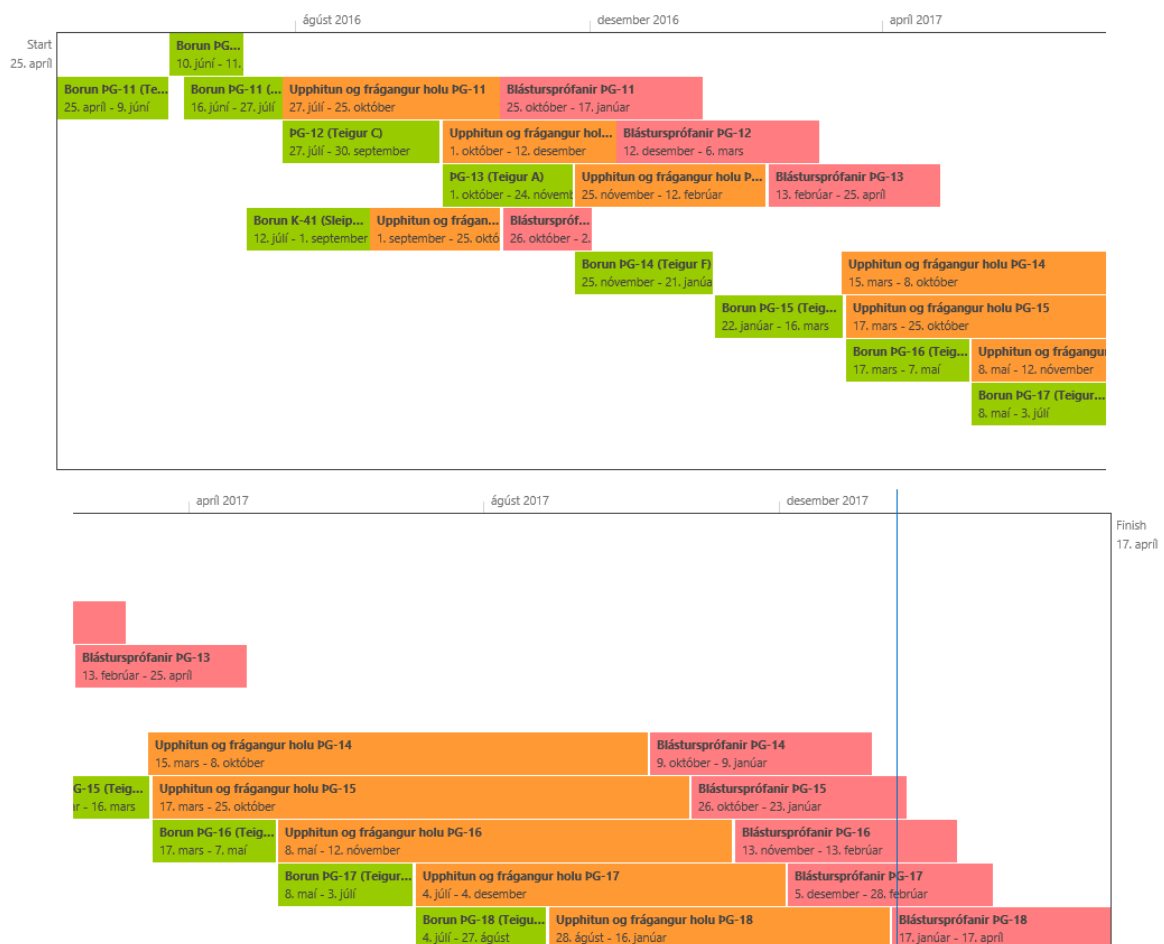 ágúst 2016
desember 2016
apríl 2017
Start
25. apríl
Borun ÞG...
10. júní - 11.
Borun ÞG-11 (Te...
25. apríl - 9. júní
Borun ÞG-11 (...
16. júní - 27. júlí
Upphitun og frágangur holu ÞG-11
27. júlí - 25. október
Blástursprófanir ÞG-11
25. október - 17. janúar
ÞG-12 (Teigur C)
27. júlí - 30. september
Upphitun og frágangur hol...
1. október - 12. desember
Blástursprófanir ÞG-12
12. desember - 6. mars
ÞG-13 (Teigur A)
1. október - 24. nóvemb
Upphitun og frágangur holu Þ...
25. nóvember - 12. febrúar
Blástursprófanir ÞG-13
13. febrúar - 25. apríl
Borun K-41 (Sleip...
12. júlí - 1. september
Upphitun og frágan...
1. september - 25. októ
Blásturspróf...
26. október - 2.
Borun ÞG-14 (Teigur F)
25. nóvember - 21. janúa
Upphitun og frágangur holu ÞG-14
15. mars - 8. október
Borun ÞG-15 (Teig...
22. janúar - 16. mars
Upphitun og frágangur holu ÞG-15
17. mars - 25. október
Borun ÞG-16 (Teig...
17. mars - 7. maí
Upphitun og frágangur
8. maí - 12. nóvember
Borun ÞG-17 (Teigur...
8. maí - 3. júlí
apríl 2017
ágúst 2017
desember 2017
Finish
17. apríl
Blástursprófanir ÞG-13
13. febrúar - 25. apríl
Upphitun og frágangur holu ÞG-14
15. mars - 8. október
Blástursprófanir ÞG-14
9. október - 9. janúar
G-15 (Teig...
r - 16. mars
Upphitun og frágangur holu ÞG-15
17. mars - 25. október
Blástursprófanir ÞG-15
26. október - 23. janúar
Borun ÞG-16 (Teig...
17. mars - 7. maí
Upphitun og frágangur holu ÞG-16
8. maí - 12. nóvember
Blástursprófanir ÞG-16
13. nóvember - 13. febrúar
Borun ÞG-17 (Teigur...
8. maí - 3. júlí
Upphitun og frágangur holu ÞG-17
4. júlí - 4. desember
Blástursprófanir ÞG-17
5. desember - 28. febrúar
Borun ÞG-18 (Teigu...
4. júlí - 27. ágúst
Upphitun og frágangur holu ÞG-18
28. ágúst - 16. janúar
Blástursprófanir ÞG-18
17. janúar - 17. apríl